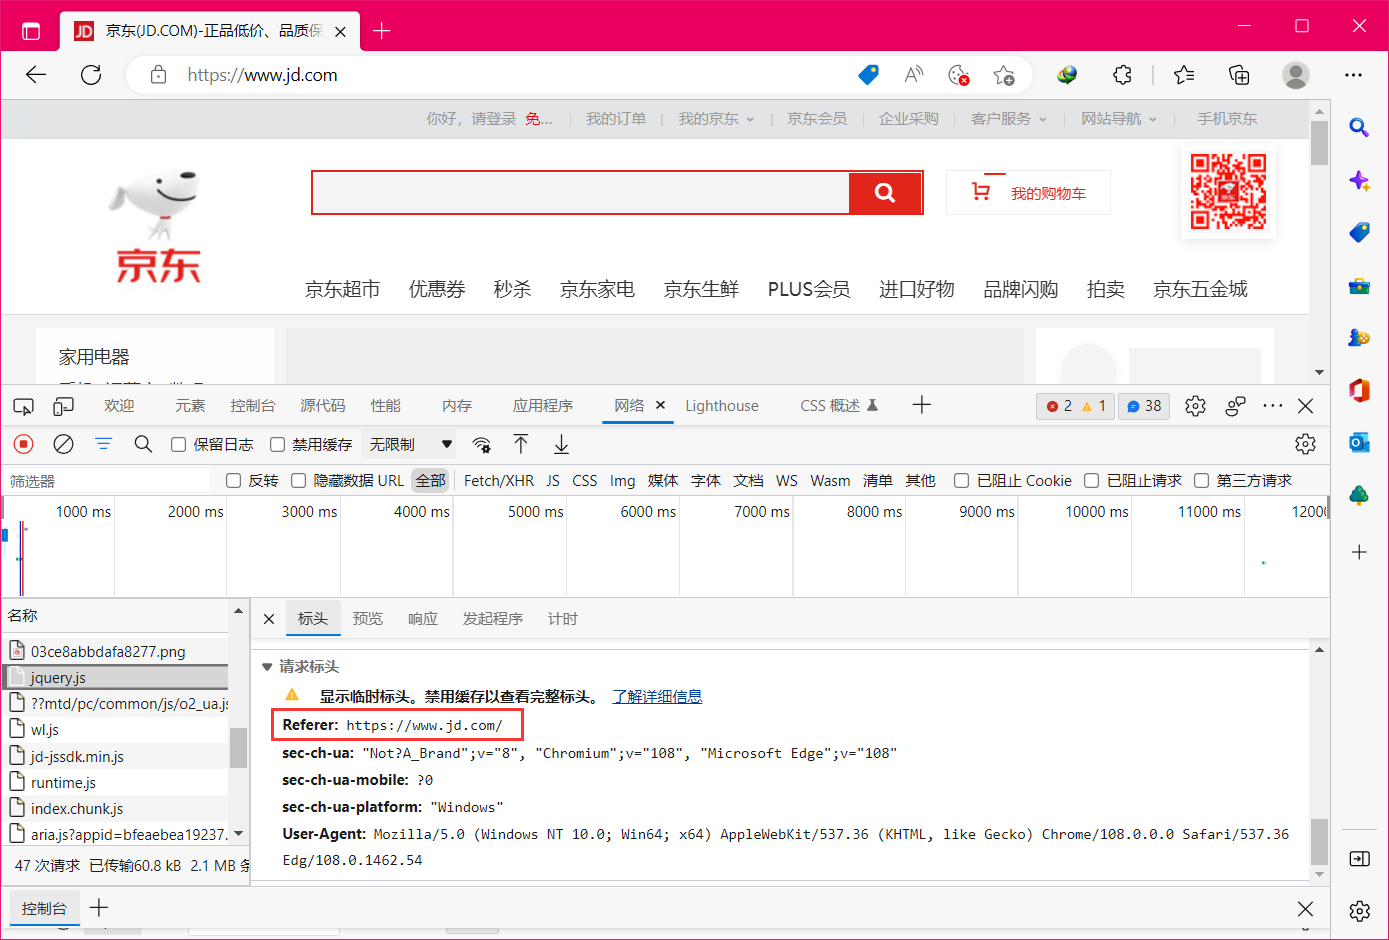 京东(JD.COM)-正品低价、品质保
https://www.jd.com
你好，请登录 免... 我的订单 我的京东 京东会员 企业采购 客户服务 网站导航 手机京东
京东
我的购物车
京东超市 优惠券 秒杀 京东家电 京东生鲜 PLUS会员 进口好物 品牌闪购 拍卖 京东五金城
家用电器
欢迎 元素 控制台 源代码 性能 内存 应用程序 网络 Lighthouse CSS 概述 2 1 38
保留日志 禁用缓存 无限制
筛选器 反转 隐藏数据 URL 全部 Fetch/XHR JS CSS Img 媒体 字体 文档 WS Wasm 清单 其他 已阻止 Cookie 已阻止请求 第三方请求
1000 ms 2000 ms 3000 ms 4000 ms 5000 ms 6000 ms 7000 ms 8000 ms 9000 ms 10000 ms 11000 ms 12000
名称
03ce8abbdafa8277.png
jquery.js
??mtd/pc/common/js/o2_ua.js
wl.js
jd-jssdk.min.js
runtime.js
index.chunk.js
aria.js?appid=bfeaebea19237.
47 次请求 已传输60.8 kB 2.1 MB 条
标头 预览 响应 发起程序 计时
请求标头
显示临时标头。禁用缓存以查看完整标头。 了解详细信息
Referer: https://www.jd.com/
sec-ch-ua: "Not?A_Brand";v="8", "Chromium";v="108", "Microsoft Edge";v="108"
sec-ch-ua-mobile: ?0
sec-ch-ua-platform: "Windows"
User-Agent: Mozilla/5.0 (Windows NT 10.0; Win64; x64) AppleWebKit/537.36 (KHTML, like Gecko) Chrome/108.0.0.0 Safari/537.36
Edg/108.0.1462.54
控制台